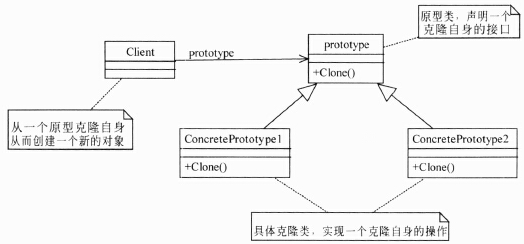 原型类，声明一个
克隆自身的接口
Client
prototype
prototype
+Clone()
从一个原型克隆自身
从而创建一个新的对象
ConcretePototype1
+Clone()
ConcretePrototype2
+Clone()
具体克隆类，实现一个克隆自身的操作